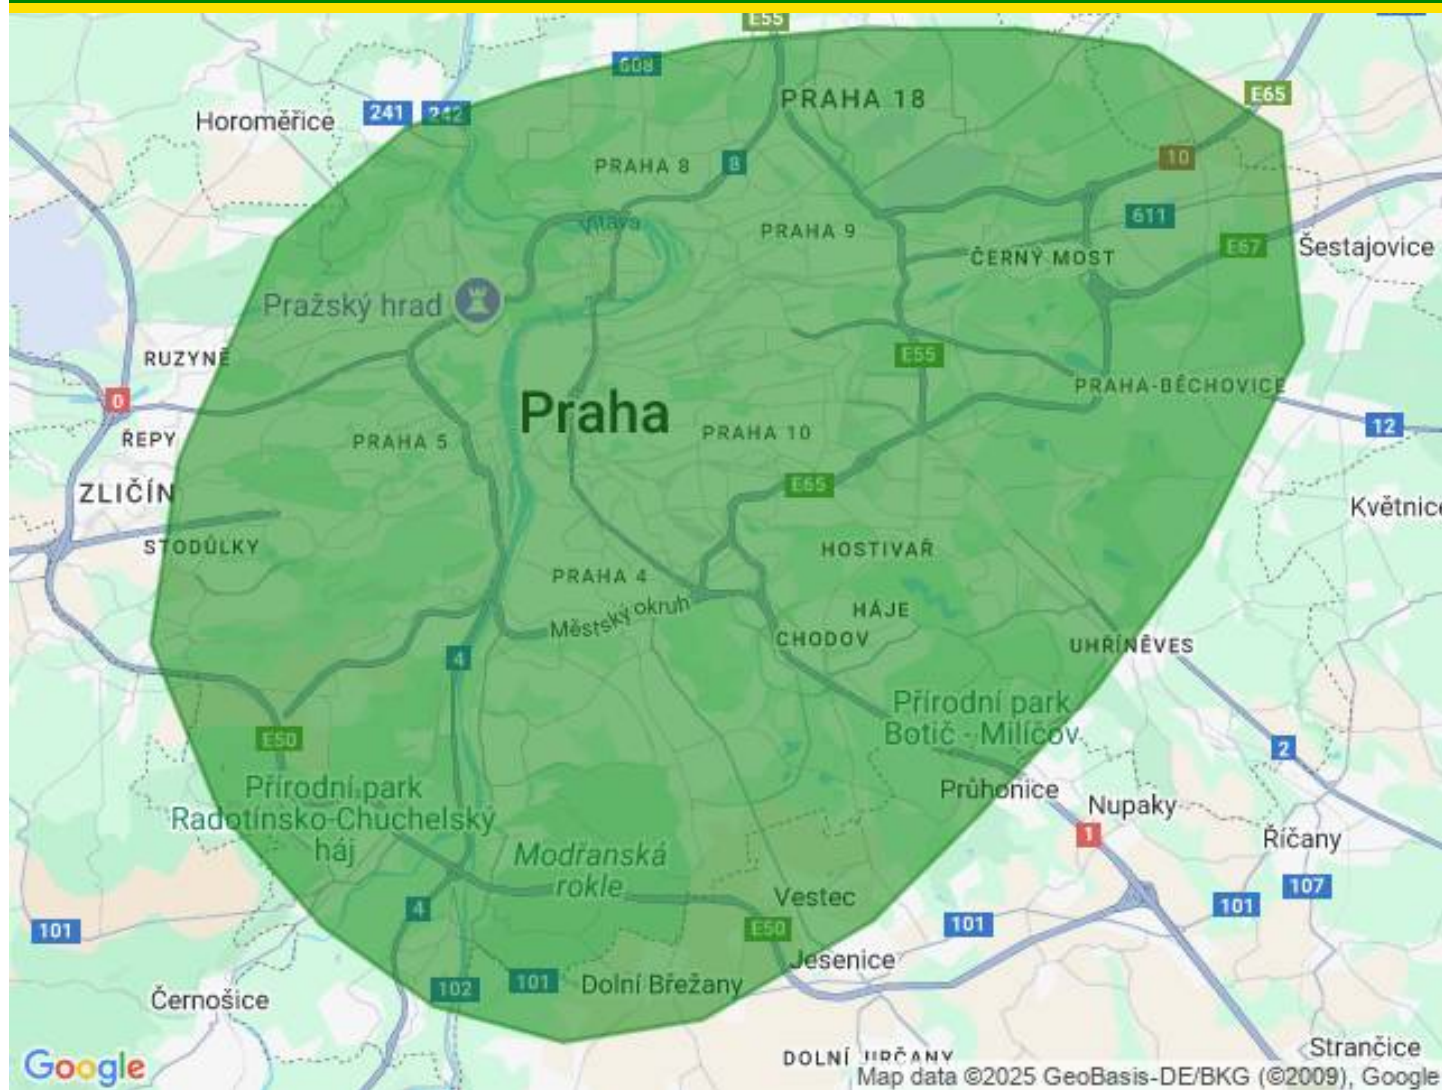 E55
608
PRAHA 18
E65
Horoměřice
241
242
PRAHA 8
8
10
611
Vltava
PRAHA 9
ČERNÝ MOST
E67
Šestajovice
Pražský hrad
RUZYNĚ
E55
PRAHA-BĚCHOVICE
0
Praha
ŘEPY
PRAHA 5
PRAHA 10
12
ZLIČÍN
E65
Květnice
STODŮLKY
HOSTIVAŘ
PRAHA 4
HÁJE
Městský okruh
CHODOV
UHŘÍNĚVES
4
Přírodní park
Botič - Milíčov
E50
2
Přírodní park
Radotínsko-Chuchelský
háj
Průhonice
Nupaky
1
Říčany
Modřanská
rokle
107
Vestec
4
101
101
E50
101
Jesenice
102
101
Dolní Břežany
Černošice
Google
DOLNÍ JIRČANY
Strančice
Map data ©2025 GeoBasis-DE/BKG (©2009), Google